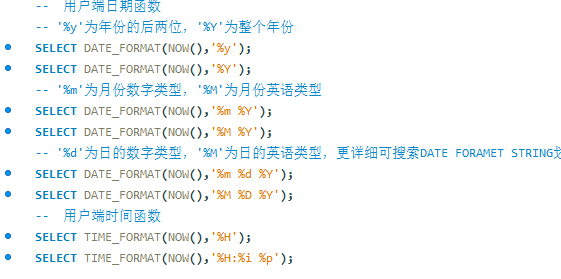 -- 用户端日期函数
-- '%y'为年份的后两位，'%Y'为整个年份
SELECT DATE_FORMAT(NOW(),'%y');
SELECT DATE_FORMAT(NOW(),'%Y');
-- '%m'为月份数字类型，'%M'为月份英语类型
SELECT DATE_FORMAT(NOW(),'%m %Y');
SELECT DATE_FORMAT(NOW(),'%M %Y');
-- '%d'为日的数字类型，'%M'为日的英语类型，更详细可搜索DATE FORAMET STRING
SELECT DATE_FORMAT(NOW(),'%m %d %Y');
SELECT DATE_FORMAT(NOW(),'%M %D %Y');
-- 用户端时间函数
SELECT TIME_FORMAT(NOW(),'%H');
SELECT TIME_FORMAT(NOW(),'%H:%i %p');